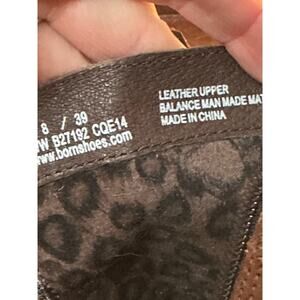 8 / 39
W B27192 CQE14
www.bornshoes.com
LEATHER UPPER
BALANCE MAN MADE MAT
MADE IN CHINA